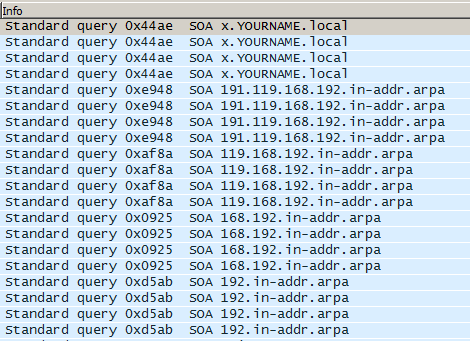 Info
Standard query 0x44ae SOA x.YOURNAME.local
Standard query 0x44ae SOA x.YOURNAME.local
Standard query 0x44ae SOA x.YOURNAME.local
Standard query 0x44ae SOA x.YOURNAME.local
Standard query 0xe948 SOA 191.119.168.192.in-addr.arpa
Standard query 0xe948 SOA 191.119.168.192.in-addr.arpa
Standard query 0xe948 SOA 191.119.168.192.in-addr.arpa
Standard query 0xe948 SOA 191.119.168.192.in-addr.arpa
Standard query 0xaf8a SOA 119.168.192.in-addr.arpa
Standard query 0xaf8a SOA 119.168.192.in-addr.arpa
Standard query 0xaf8a SOA 119.168.192.in-addr.arpa
Standard query 0xaf8a SOA 119.168.192.in-addr.arpa
Standard query 0x0925 SOA 168.192.in-addr.arpa
Standard query 0x0925 SOA 168.192.in-addr.arpa
Standard query 0x0925 SOA 168.192.in-addr.arpa
Standard query 0x0925 SOA 168.192.in-addr.arpa
Standard query 0xd5ab SOA 192.in-addr.arpa
Standard query 0xd5ab SOA 192.in-addr.arpa
Standard query 0xd5ab SOA 192.in-addr.arpa